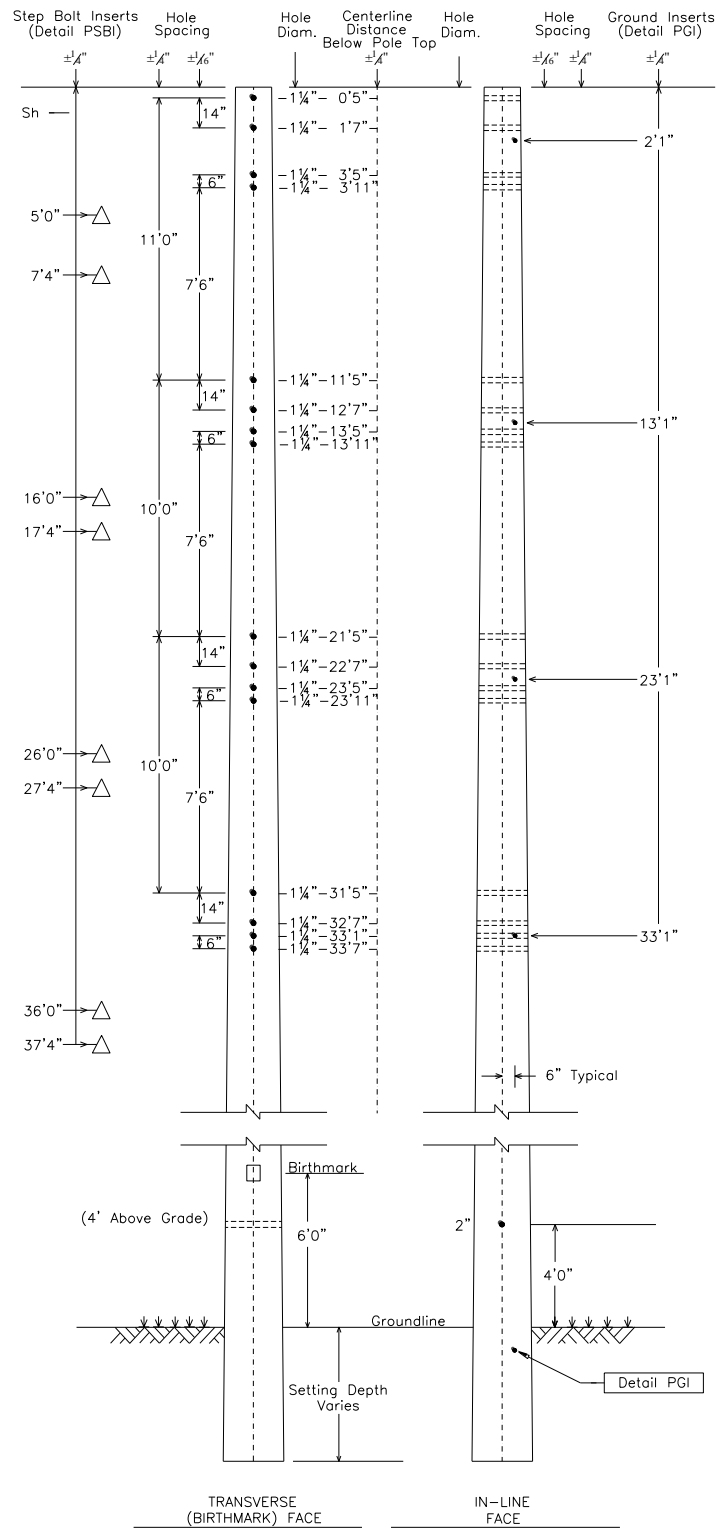 Step Bolt Inserts
(Detail PSBI)
Hole
Spacing
Hole
Diam.
Centerline
Distance
Below Pole Top
Hole
Diam.
Hole
Spacing
Ground Inserts
(Detail PGI)
±¼"
±¼"
±1/16"
±¼"
±1/16"
±¼"
±¼"
Sh
14"
1¼" 0'5"
1¼" 1'7"
2'1"
6"
1¼" 3'5"
1¼" 3'11"
5'0"
11'0"
7'4"
7'6"
1¼" 11'5"
14"
1¼" 12'7"
13'1"
6"
1¼" 13'5"
1¼" 13'11"
16'0"
10'0"
17'4"
7'6"
1¼" 21'5"
14"
1¼" 22'7"
23'1"
6"
1¼" 23'5"
1¼" 23'11"
26'0"
10'0"
27'4"
7'6"
1¼" 31'5"
14"
1¼" 32'7"
6"
1¼" 33'1"
33'1"
1¼" 33'7"
36'0"
37'4"
6" Typical
Birthmark
(4' Above Grade)
6'0"
2"
4'0"
Groundline
Detail PGI
Setting Depth
Varies
TRANSVERSE
(BIRTHMARK) FACE
IN-LINE
FACE